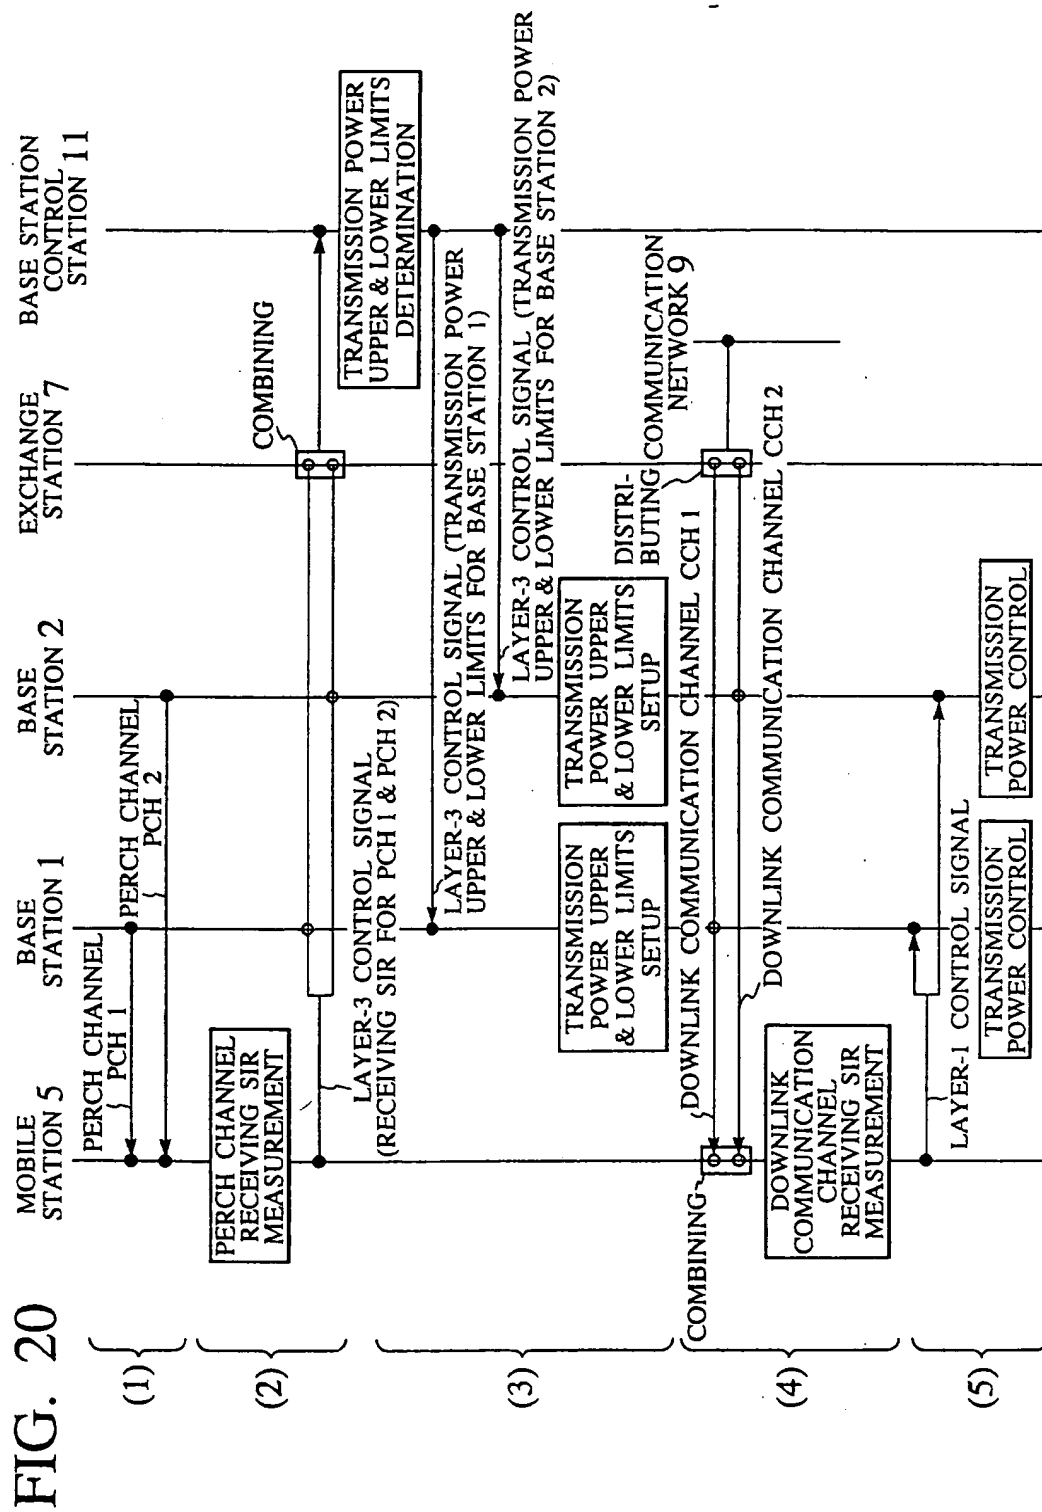 FIG. 20
MOBILE
STATION 5
BASE
STATION 1
BASE
STATION 2
EXCHANGE
STATION 7
BASE STATION
CONTROL
STATION 11
(1)
PERCH CHANNEL
PCH 1
PERCH CHANNEL
PCH 2
(2)
PERCH CHANNEL
RECEIVING SIR
MEASUREMENT
LAYER-3 CONTROL SIGNAL
(RECEIVING SIR FOR PCH 1 & PCH 2)
COMBINING
TRANSMISSION POWER
UPPER & LOWER LIMITS
DETERMINATION
(3)
LAYER-3 CONTROL SIGNAL (TRANSMISSION POWER
UPPER & LOWER LIMITS FOR BASE STATION 1)
LAYER-3 CONTROL SIGNAL (TRANSMISSION POWER
UPPER & LOWER LIMITS FOR BASE STATION 2)
TRANSMISSION
POWER UPPER
& LOWER LIMITS
SETUP
TRANSMISSION
POWER UPPER
& LOWER LIMITS
SETUP
DISTRI-
BUTING
COMMUNICATION
NETWORK 9
(4)
COMBINING
DOWNLINK COMMUNICATION CHANNEL CCH 1
DOWNLINK COMMUNICATION CHANNEL CCH 2
DOWNLINK
COMMUNICATION
CHANNEL
RECEIVING SIR
MEASUREMENT
(5)
LAYER-1 CONTROL SIGNAL
TRANSMISSION
POWER CONTROL
TRANSMISSION
POWER CONTROL